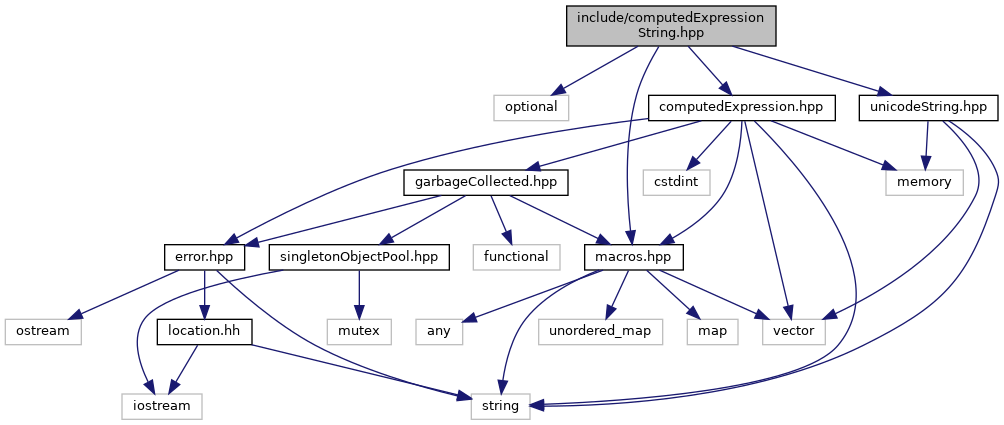 include/computedExpression
String.hpp
optional
computedExpression.hpp
unicodeString.hpp
garbageCollected.hpp
cstdint
memory
error.hpp
singletonObjectPool.hpp
functional
macros.hpp
ostream
location.hh
mutex
any
unordered_map
map
vector
iostream
string